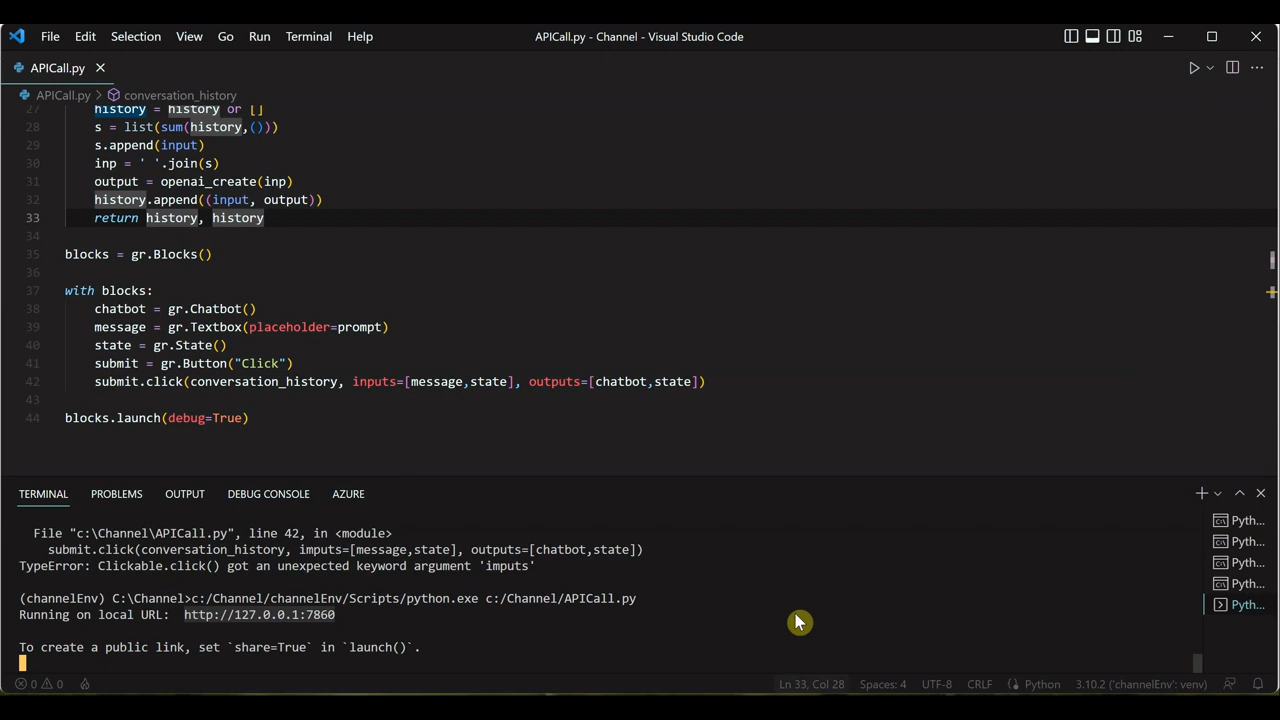 File Edit Selection View Go Run Terminal Help APICall.py - Channel - Visual Studio Code
APICall.py
APICall.py > conversation_history
27 history = history or []
28 s = list(sum(history,()))
29 s.append(input)
30 inp = ' '.join(s)
31 output = openai_create(inp)
32 history.append((input, output))
33 return history, history
34
35 blocks = gr.Blocks()
36
37 with blocks:
38 chatbot = gr.Chatbot()
39 message = gr.Textbox(placeholder=prompt)
40 state = gr.State()
41 submit = gr.Button("Click")
42 submit.click(conversation_history, inputs=[message,state], outputs=[chatbot,state])
43
44 blocks.launch(debug=True)
TERMINAL PROBLEMS OUTPUT DEBUG CONSOLE AZURE
File "c:\Channel\APICall.py", line 42, in <module>
submit.click(conversation_history, imputs=[message,state], outputs=[chatbot,state])
TypeError: Clickable.click() got an unexpected keyword argument 'imputs'
(channelEnv) C:\Channel>c:/Channel/channelEnv/Scripts/python.exe c:/Channel/APICall.py
Running on local URL: http://127.0.0.1:7860
To create a public link, set `share=True` in `launch()`.
Pyth...
Pyth...
Pyth...
Pyth...
Pyth...
0 0 Ln 33, Col 28 Spaces: 4 UTF-8 CRLF Python 3.10.2 ('channelEnv': venv)